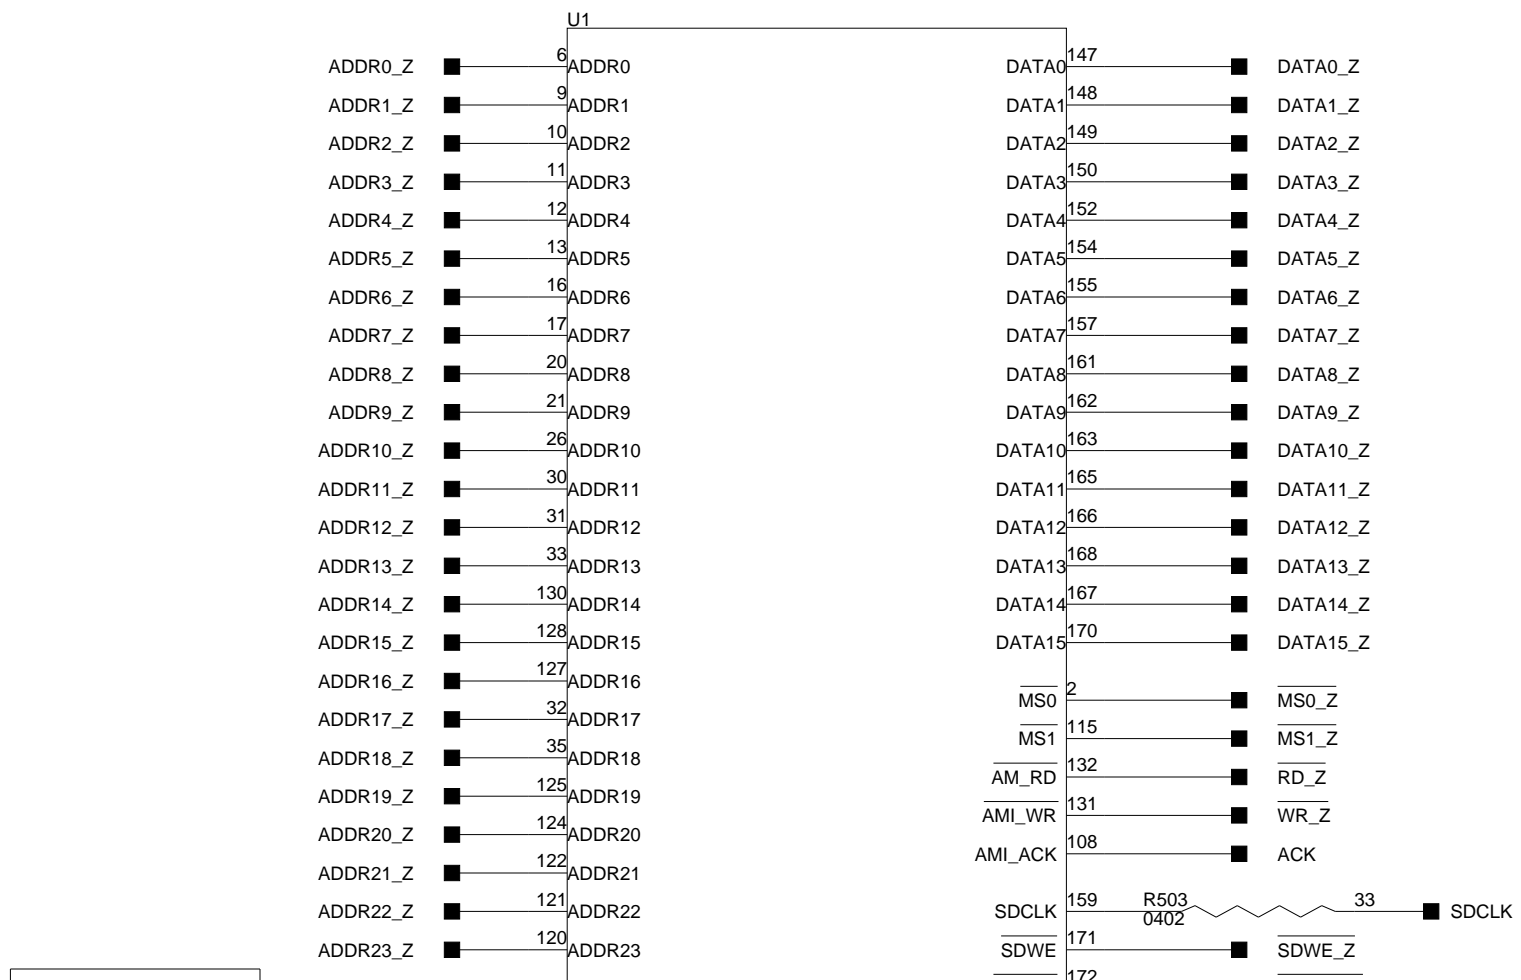 U1
ADDR0_Z 6 ADDR0 DATA0 147 DATA0_Z
ADDR1_Z 9 ADDR1 DATA1 148 DATA1_Z
ADDR2_Z 10 ADDR2 DATA2 149 DATA2_Z
ADDR3_Z 11 ADDR3 DATA3 150 DATA3_Z
ADDR4_Z 12 ADDR4 DATA4 152 DATA4_Z
ADDR5_Z 13 ADDR5 DATA5 154 DATA5_Z
ADDR6_Z 16 ADDR6 DATA6 155 DATA6_Z
ADDR7_Z 17 ADDR7 DATA7 157 DATA7_Z
ADDR8_Z 20 ADDR8 DATA8 161 DATA8_Z
ADDR9_Z 21 ADDR9 DATA9 162 DATA9_Z
ADDR10_Z 26 ADDR10 DATA10 163 DATA10_Z
ADDR11_Z 30 ADDR11 DATA11 165 DATA11_Z
ADDR12_Z 31 ADDR12 DATA12 166 DATA12_Z
ADDR13_Z 33 ADDR13 DATA13 168 DATA13_Z
ADDR14_Z 130 ADDR14 DATA14 167 DATA14_Z
ADDR15_Z 128 ADDR15 DATA15 170 DATA15_Z
ADDR16_Z 127 ADDR16
MS0 2 MS0_Z
ADDR17_Z 32 ADDR17
MS1 115 MS1_Z
ADDR18_Z 35 ADDR18
AM_RD 132 RD_Z
ADDR19_Z 125 ADDR19
AMI_WR 131 WR_Z
ADDR20_Z 124 ADDR20
AMI_ACK 108 ACK
ADDR21_Z 122 ADDR21
ADDR22_Z 121 ADDR22 SDCLK 159 R503 33 SDCLK
0402
ADDR23_Z 120 ADDR23 SDWE 171 SDWE_Z
172